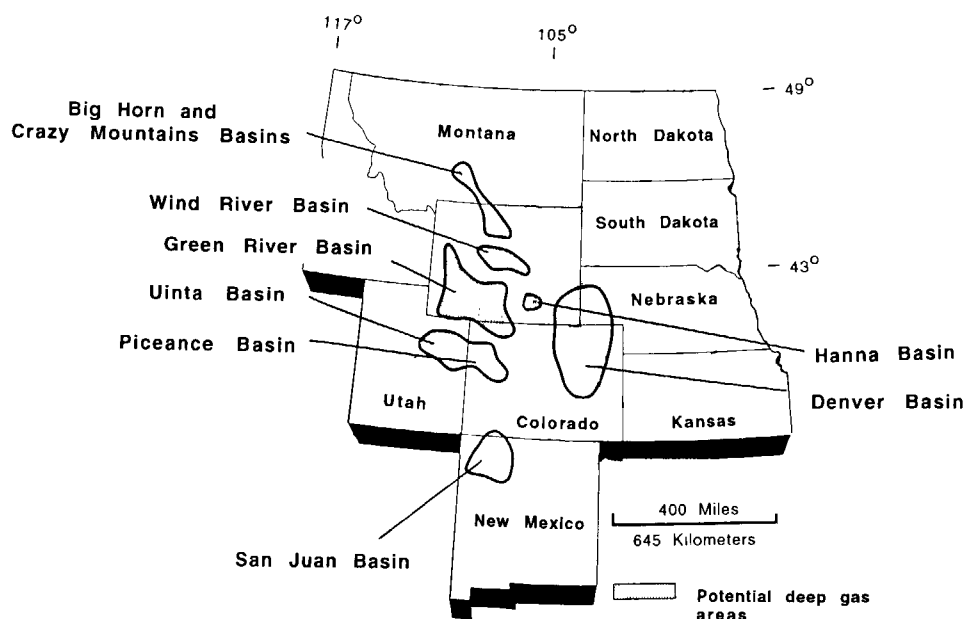 117°
105°
49°
Big Horn and
Crazy Mountains Basins
Montana
North Dakota
Wind River Basin
South Dakota
Green River Basin
43°
Uinta Basin
Nebraska
Piceance Basin
Hanna Basin
Denver Basin
Utah
Colorado
Kansas
400 Miles
New Mexico
645 Kilometers
San Juan Basin
Potential deep gas
areas